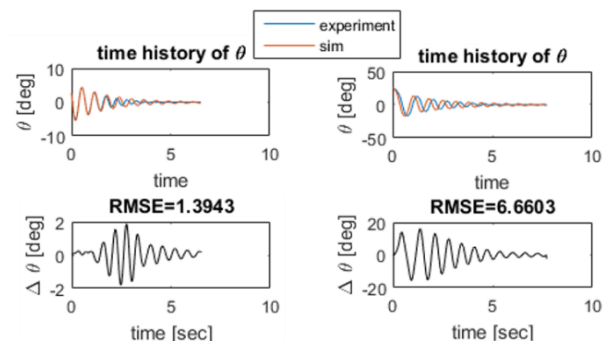 experiment
sim
time history of θ
10
0
-10
θ [deg]
0
5
10
time
time history of θ
50
0
-50
θ [deg]
0
5
10
time
RMSE=1.3943
2
0
-2
Δ θ [deg]
0
5
10
time [sec]
RMSE=6.6603
20
0
-20
Δ θ [deg]
0
5
10
time [sec]